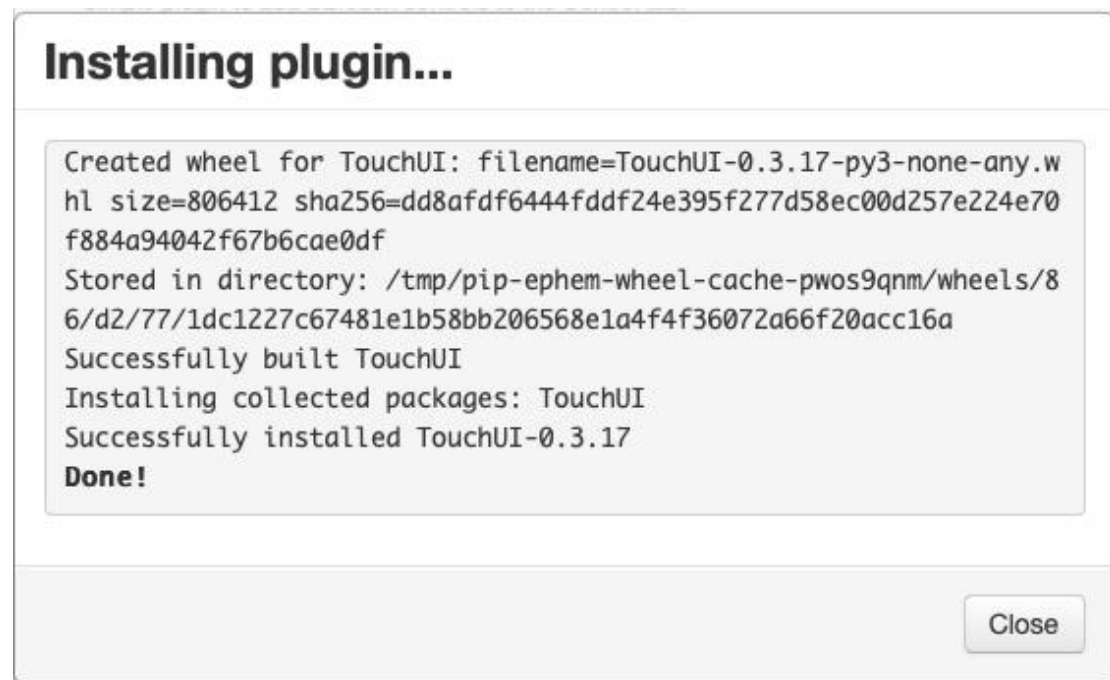 Installing plugin...
Created wheel for TouchUI: filename=TouchUI-0.3.17-py3-none-any.w
hl size=806412 sha256=dd8afdf6444fddf24e395f277d58ec00d257e224e70
f884a94042f67b6cae0df
Stored in directory: /tmp/pip-ephem-wheel-cache-pwos9qnm/wheels/8
6/d2/77/1dc1227c67481e1b58bb206568e1a4f4f36072a66f20acc16a
Successfully built TouchUI
Installing collected packages: TouchUI
Successfully installed TouchUI-0.3.17
Done!
Close